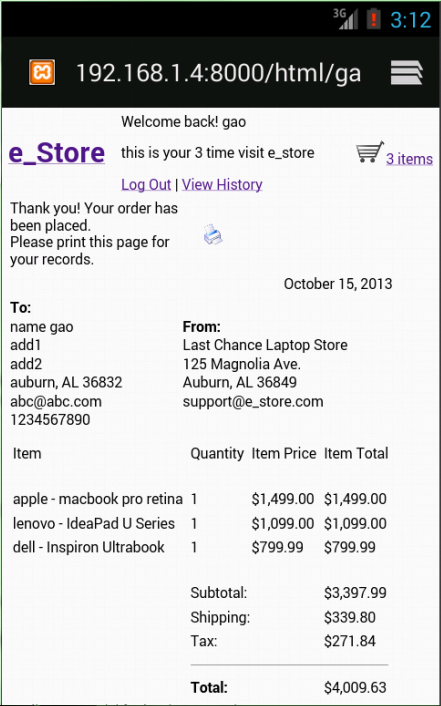 3G 3:12
192.168.1.4:8000/html/ga
Welcome back! gao
e_Store this is your 3 time visit e_store 3 items
Log Out | View History
Thank you! Your order has
been placed.
Please print this page for
your records.
October 15, 2013
To:
name gao From:
add1 Last Chance Laptop Store
add2 125 Magnolia Ave.
auburn, AL 36832 Auburn, AL 36849
abc@abc.com support@e_store.com
1234567890
Item Quantity Item Price Item Total
apple - macbook pro retina 1 $1,499.00 $1,499.00
lenovo - IdeaPad U Series 1 $1,099.00 $1,099.00
dell - Inspiron Ultrabook 1 $799.99 $799.99
Subtotal: $3,397.99
Shipping: $339.80
Tax: $271.84
Total: $4,009.63